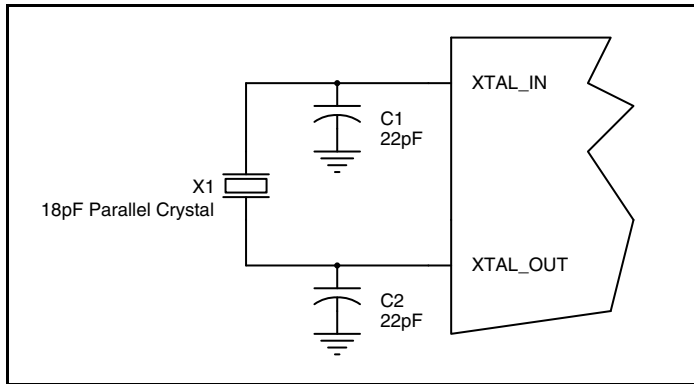 XTAL_IN
C1
22pF
X1
18pF Parallel Crystal
XTAL_OUT
C2
22pF